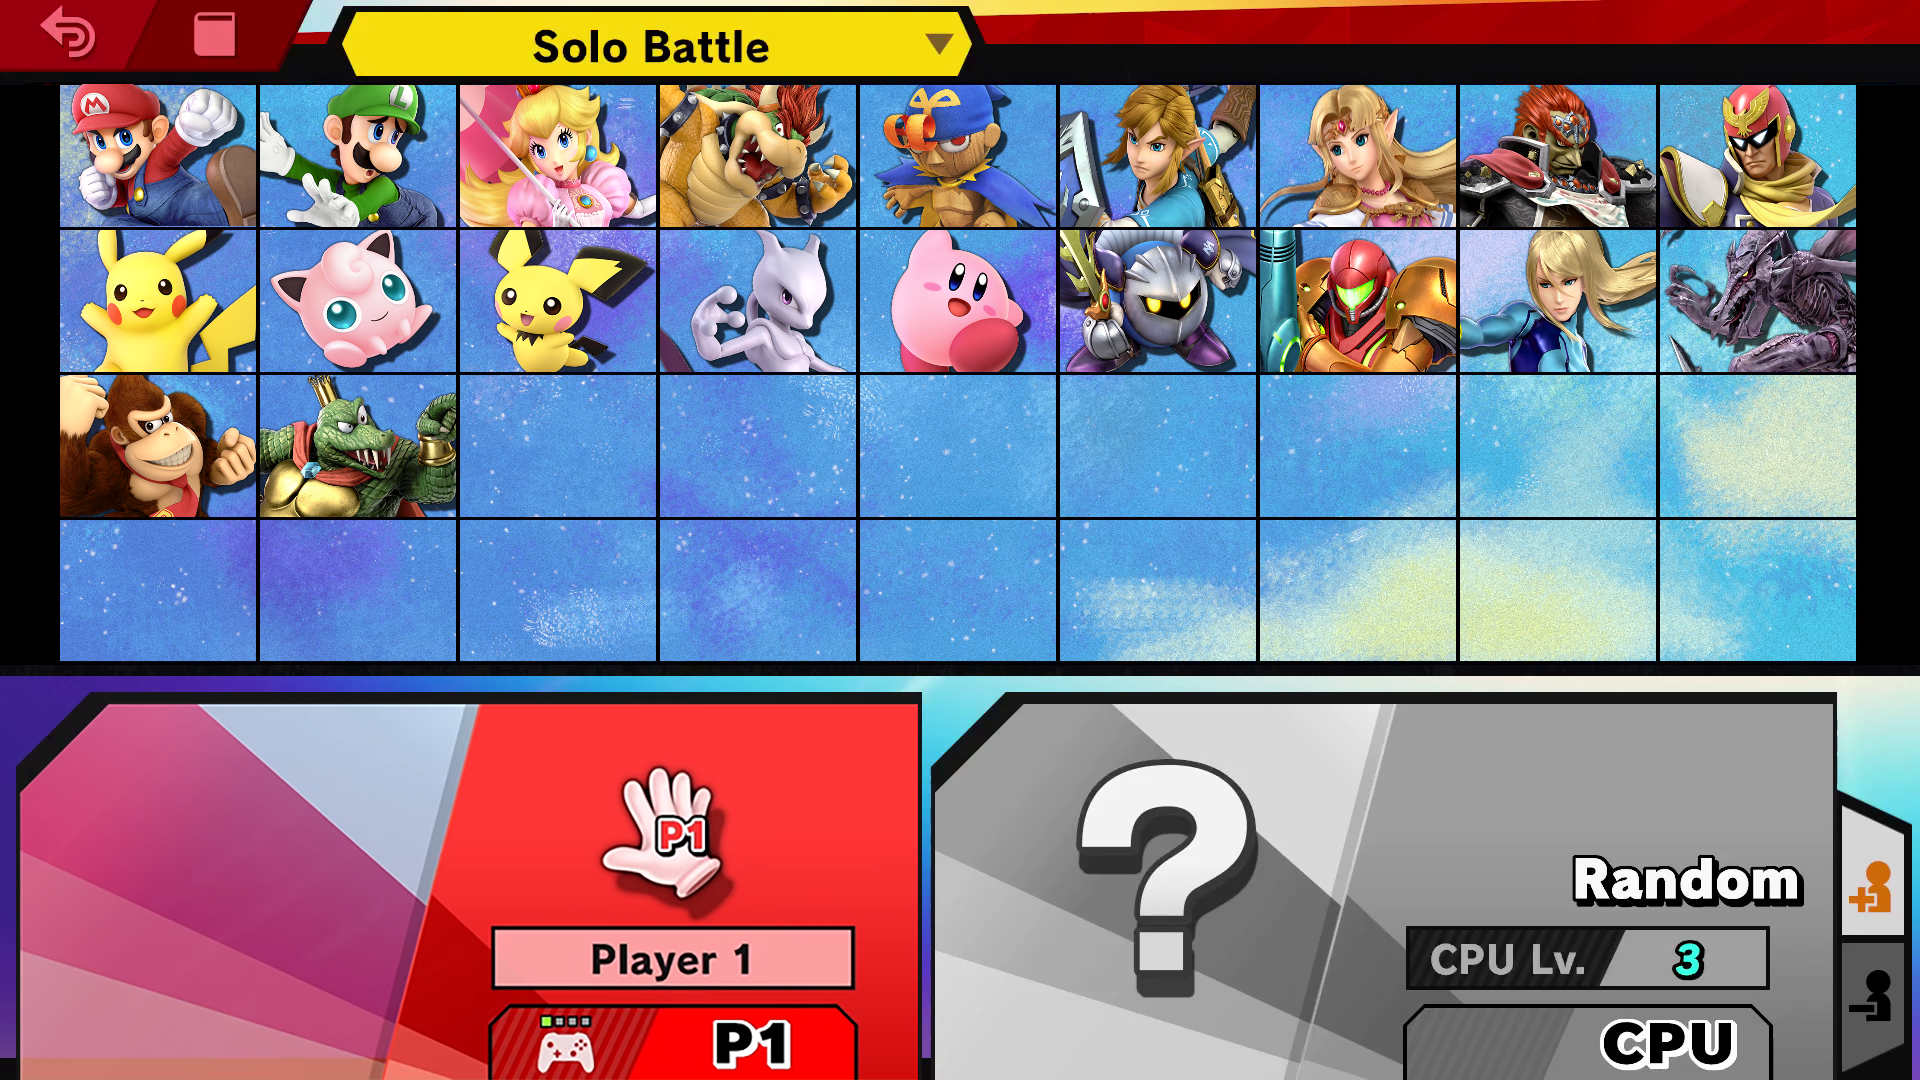 Solo Battle
M
L
P1
Player 1
P1
Random
CPU Lv. 3
CPU